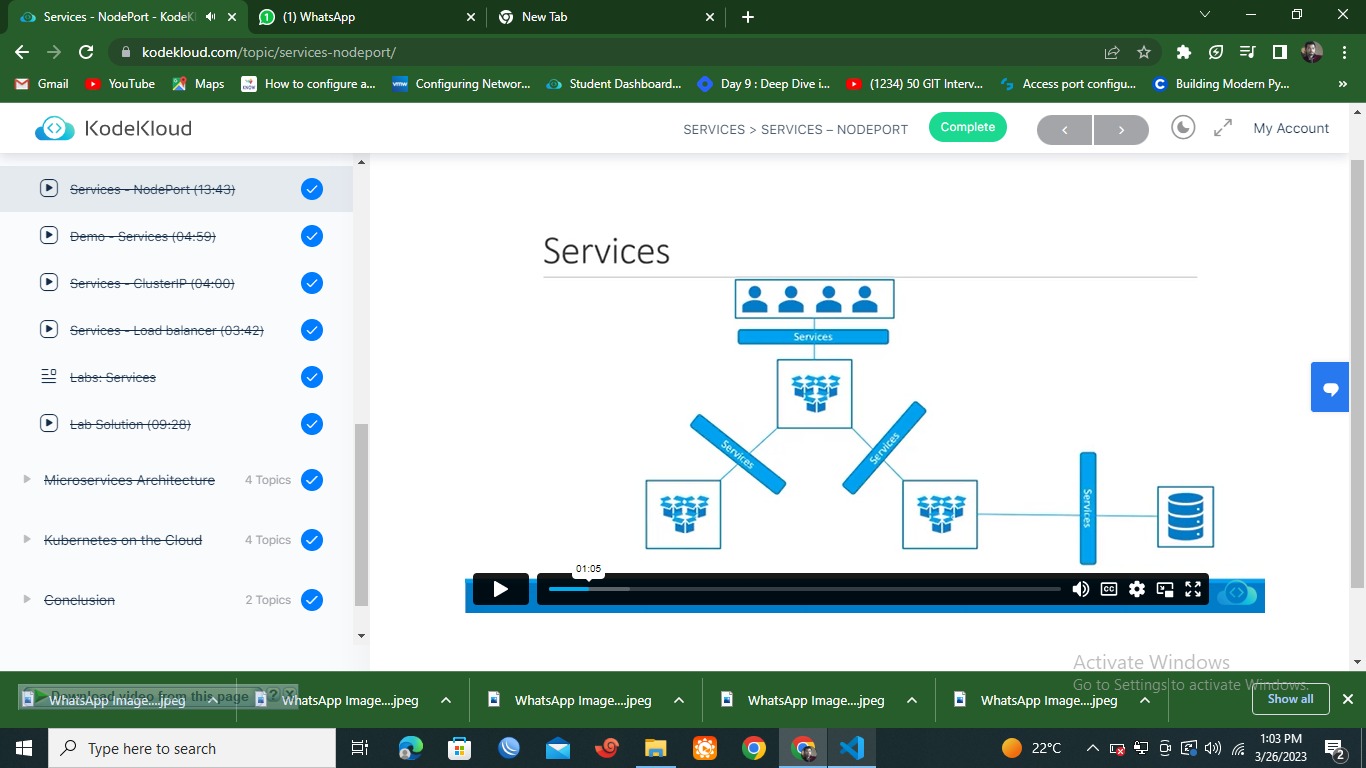 Services - NodePort - KodeKl
(1) WhatsApp
New Tab
kodekloud.com/topic/services-nodeport/
Gmail
YouTube
Maps
How to configure a...
Configuring Networ...
Student Dashboard...
Day 9 : Deep Dive i...
(1234) 50 GIT Interv...
Access port configu...
Building Modern Py...
»
KodeKloud
SERVICES > SERVICES – NODEPORT
Complete
My Account
Services - NodePort (13:43)
Demo - Services (04:59)
Services - ClusterIP (04:00)
Services - Load balancer (03:42)
Labs: Services
Lab Solution (09:28)
Microservices Architecture 4 Topics
Kubernetes on the Cloud 4 Topics
Conclusion 2 Topics
Services
Services
Services
Services
Services
01:05
CC
Activate Windows
Go to Settings to activate Windows.
Download video from this page ? X
WhatsApp Image....jpeg
WhatsApp Image....jpeg
WhatsApp Image....jpeg
WhatsApp Image....jpeg
WhatsApp Image....jpeg
Show all
Type here to search
22°C
1:03 PM
3/26/2023
2